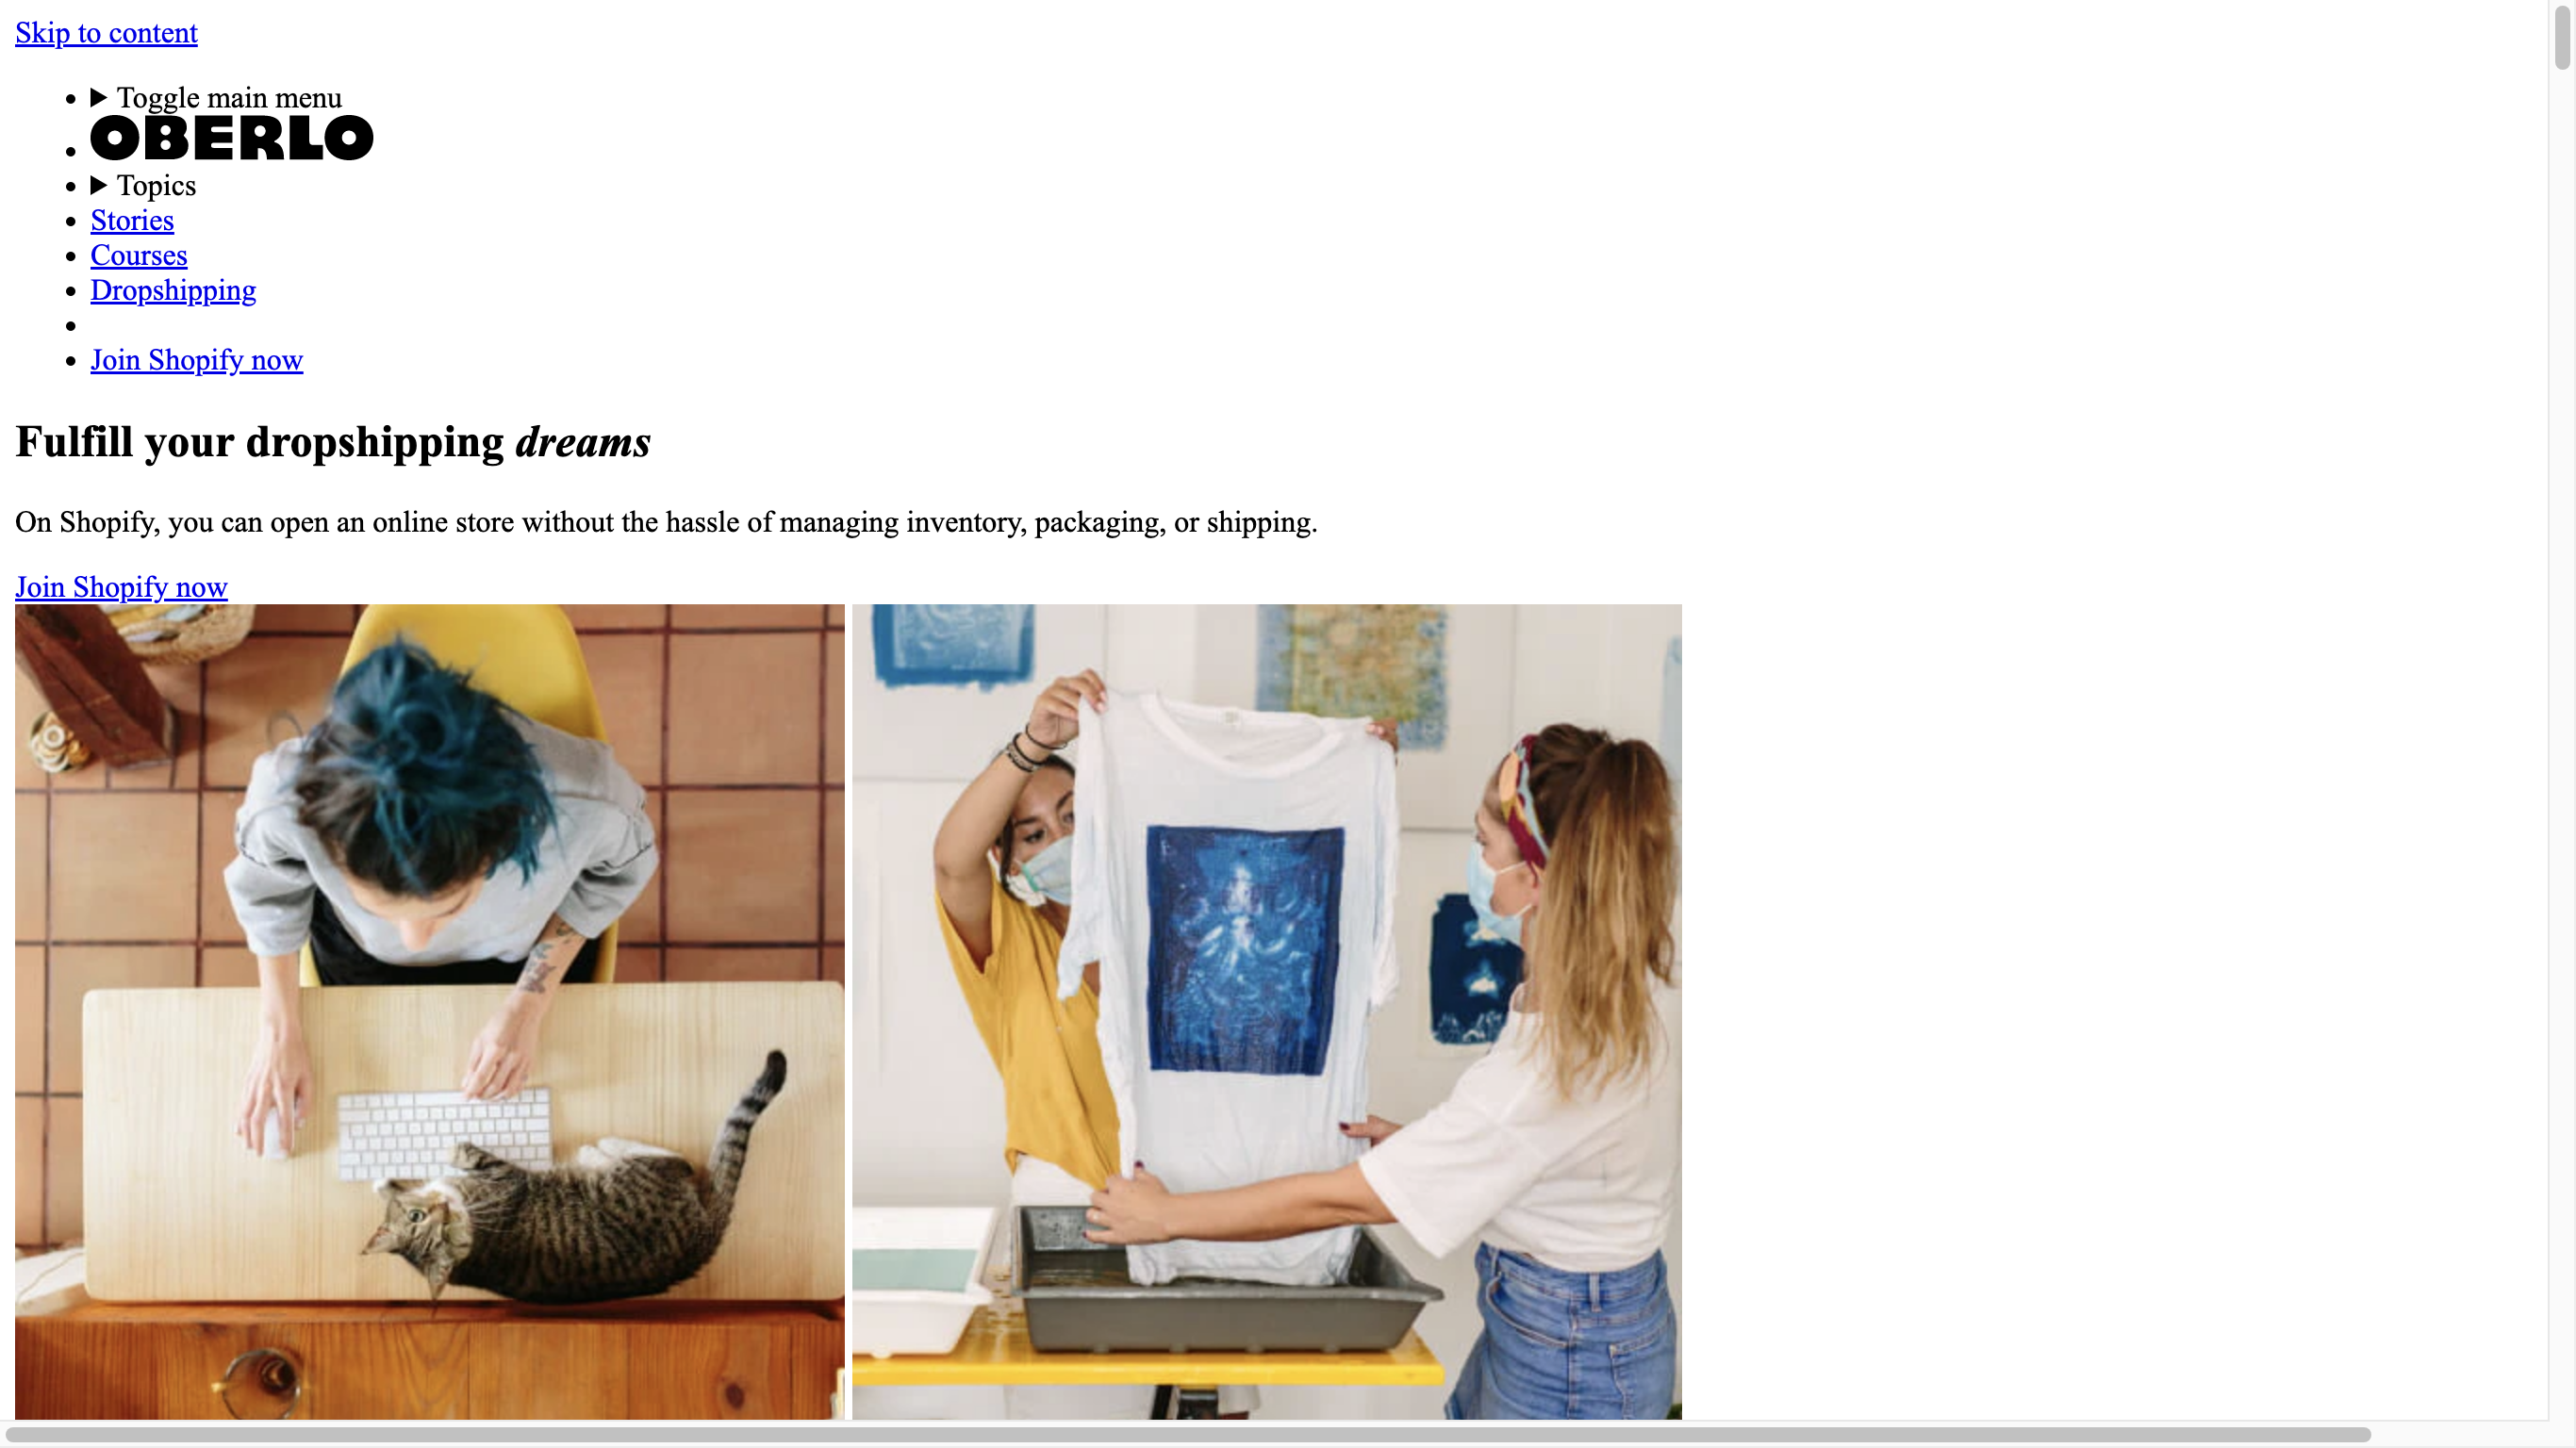 Skip to content
Toggle main menu
OBERLO
Topics
Stories
Courses
Dropshipping
Join Shopify now
Fulfill your dropshipping dreams
On Shopify, you can open an online store without the hassle of managing inventory, packaging, or shipping.
Join Shopify now